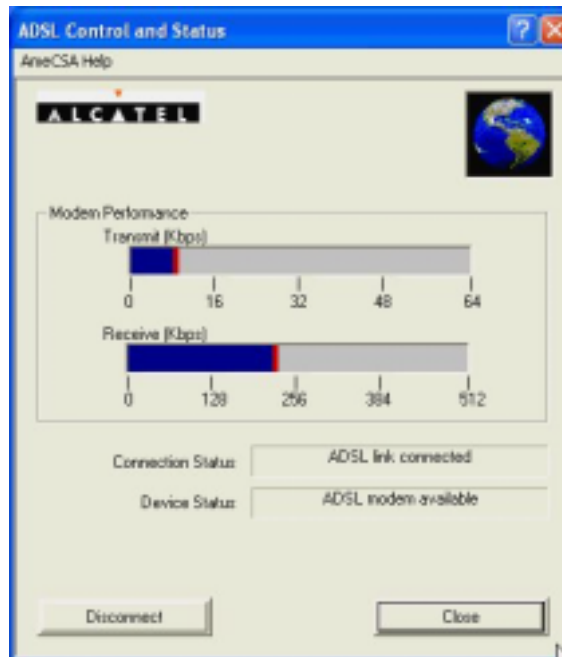 ADSL Control and Status
AmeCSA Help
ALCATEL
Modem Performance
Transmit (Kbps)
0 16 32 48 64
Receive (Kbps)
0 128 256 384 512
Connection Status: ADSL link connected
Device Status: ADSL modem available
Disconnect Close